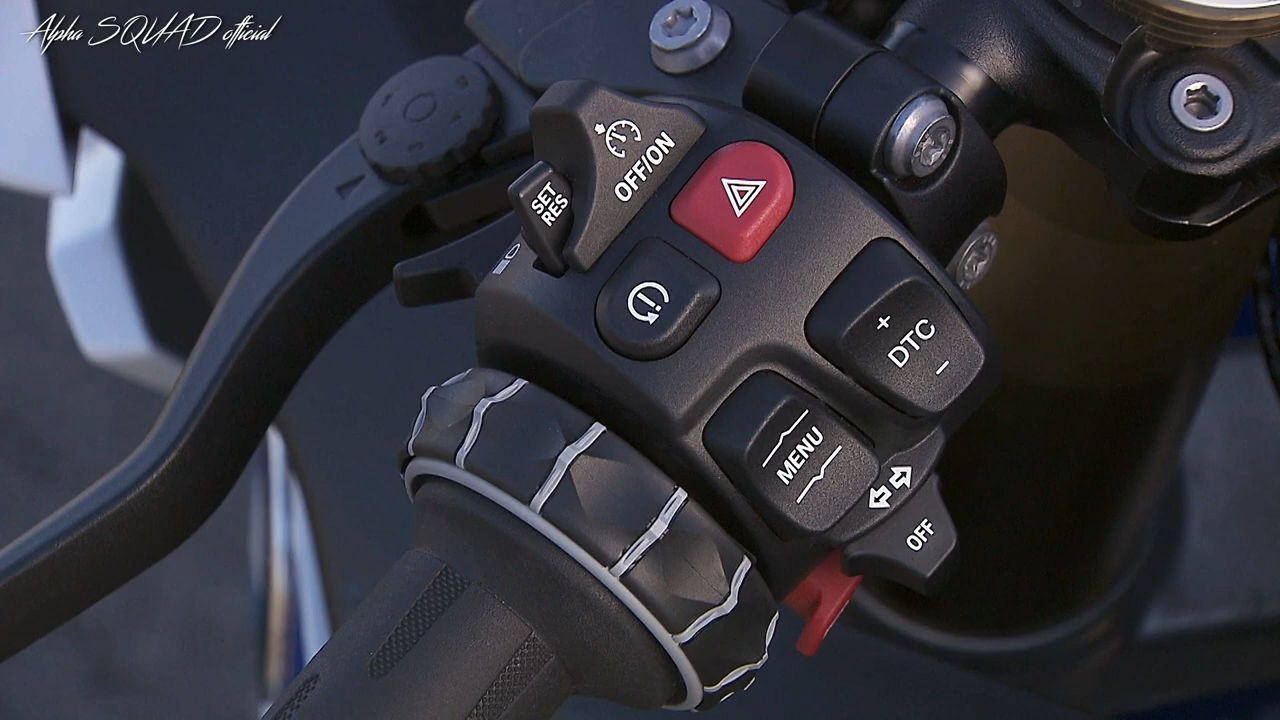 Alpha SQUAD official
OFF/ON
SET
RES
+
DTC
-
MENU
OFF